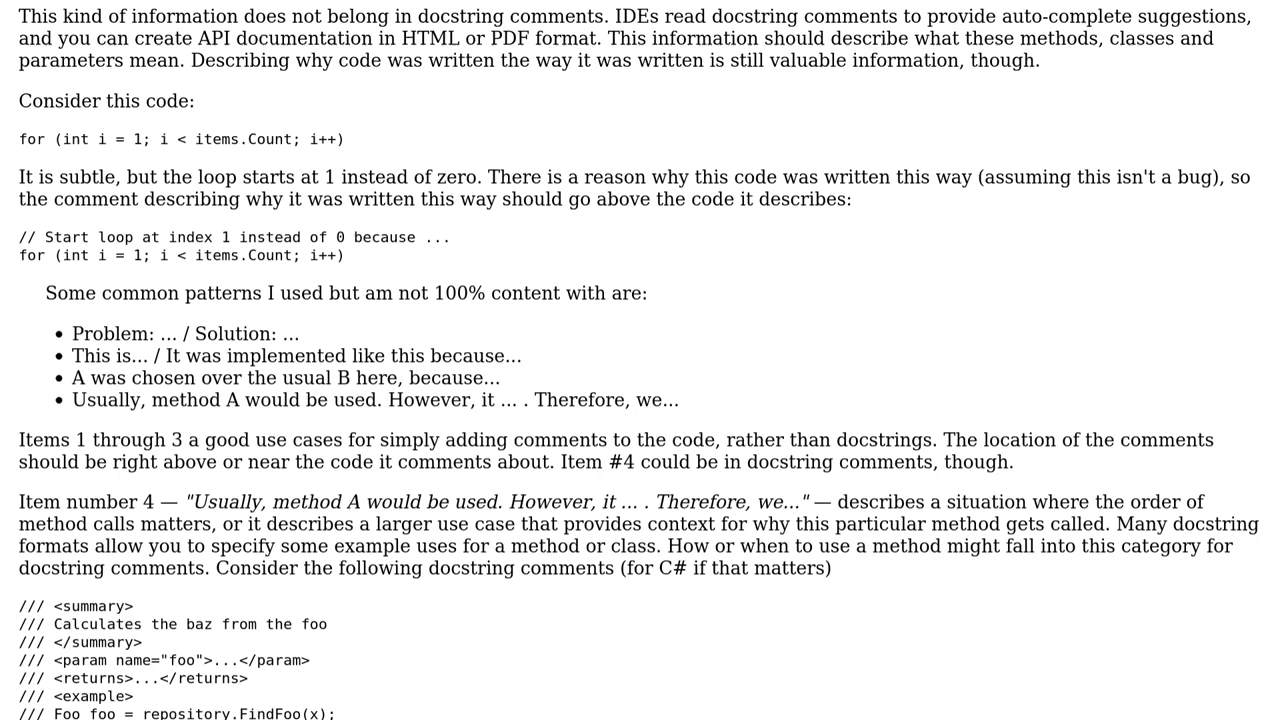 This kind of information does not belong in docstring comments. IDEs read docstring comments to provide auto-complete suggestions,
and you can create API documentation in HTML or PDF format. This information should describe what these methods, classes and
parameters mean. Describing why code was written the way it was written is still valuable information, though.
Consider this code:
for (int i = 1; i < items.Count; i++)
It is subtle, but the loop starts at 1 instead of zero. There is a reason why this code was written this way (assuming this isn't a bug), so
the comment describing why it was written this way should go above the code it describes:
// Start loop at index 1 instead of 0 because ...
for (int i = 1; i < items.Count; i++)
Some common patterns I used but am not 100% content with are:
• Problem: ... / Solution: ...
• This is... / It was implemented like this because...
• A was chosen over the usual B here, because...
• Usually, method A would be used. However, it ... . Therefore, we...
Items 1 through 3 a good use cases for simply adding comments to the code, rather than docstrings. The location of the comments
should be right above or near the code it comments about. Item #4 could be in docstring comments, though.
Item number 4 — "Usually, method A would be used. However, it ... . Therefore, we..." — describes a situation where the order of
method calls matters, or it describes a larger use case that provides context for why this particular method gets called. Many docstring
formats allow you to specify some example uses for a method or class. How or when to use a method might fall into this category for
docstring comments. Consider the following docstring comments (for C# if that matters)
/// <summary>
/// Calculates the baz from the foo
/// </summary>
/// <param name="foo">...</param>
/// <returns>...</returns>
/// <example>
/// Foo foo = repository.FindFoo(x);